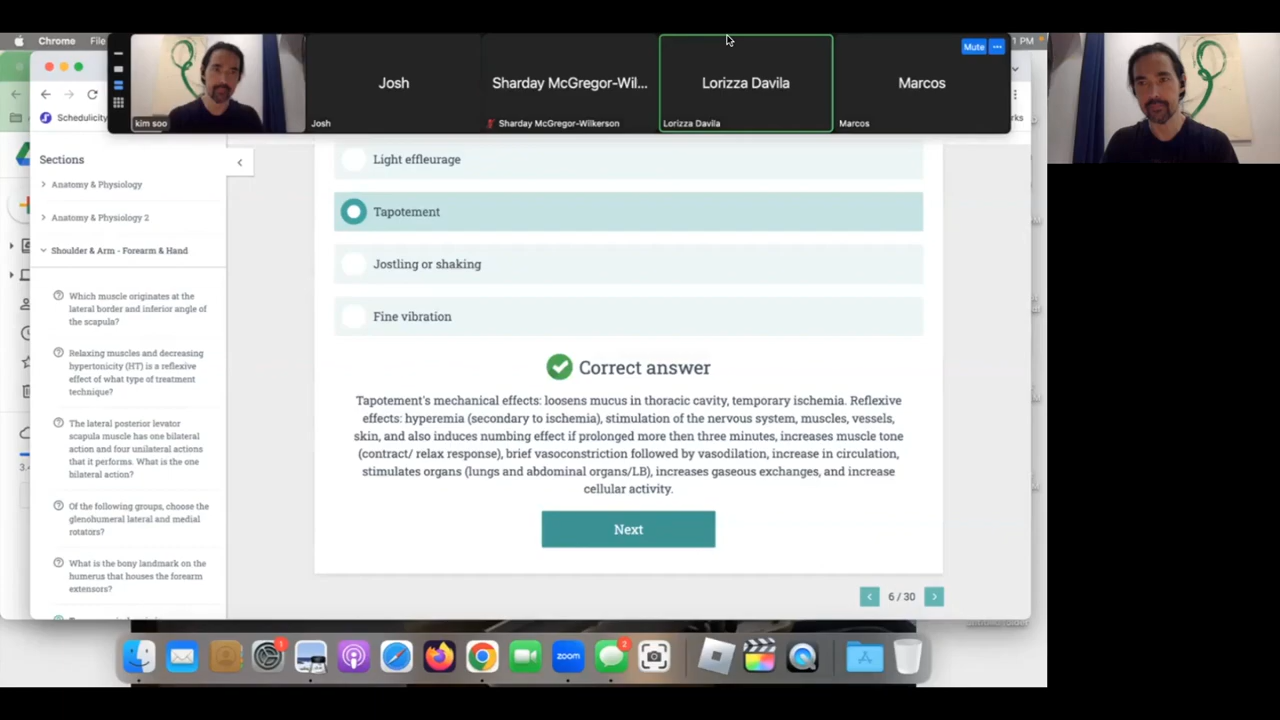 Chrome File
1 PM
Josh
Sharday McGregor-Wil...
Lorizza Davila
Marcos
Mute
kim soo
Josh
Sharday McGregor-Wilkerson
Lorizza Davila
Marcos
Schedulicity
Sections
Anatomy & Physiology
Anatomy & Physiology 2
Shoulder & Arm - Forearm & Hand
Which muscle originates at the
lateral border and inferior angle of
the scapula?
Relaxing muscles and decreasing
hypertonicity (HT) is a reflexive
effect of what type of treatment
technique?
The lateral posterior levator
scapula muscle has one bilateral
action and four unilateral actions
that it performs. What is the one
bilateral action?
Of the following groups, choose the
glenohumeral lateral and medial
rotators?
What is the bony landmark on the
humerus that houses the forearm
extensors?
Light effleurage
Tapotement
Jostling or shaking
Fine vibration
Correct answer
Tapotement's mechanical effects: loosens mucus in thoracic cavity, temporary ischemia. Reflexive
effects: hyperemia (secondary to ischemia), stimulation of the nervous system, muscles, vessels,
skin, and also induces numbing effect if prolonged more then three minutes, increases muscle tone
(contract/ relax response), brief vasoconstriction followed by vasodilation, increase in circulation,
stimulates organs (lungs and abdominal organs/LB), increases gaseous exchanges, and increase
cellular activity.
Next
6 / 30
1
zoom
2